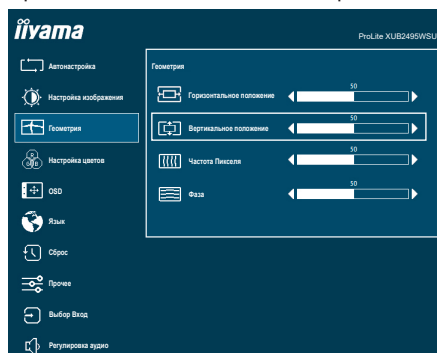 iiyama
ProLite XUB2495WSU
Автонастройка
Геометрия
50
Горизонтальное положение
Настройка изображения
50
Геометрия
Вертикальное положение
50
Настройка цветов
Частота Пикселя
R
G B
50
OSD
Фаза
Язык
Сброс
Прочее
Выбор Вход
Регулировка аудио